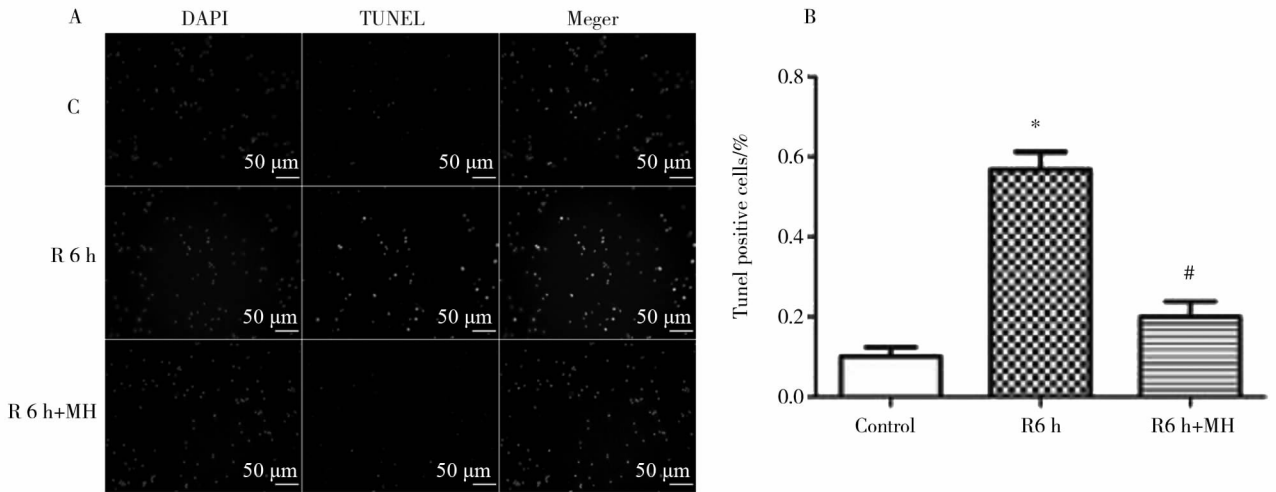 A
DAPI
TUNEL
Meger
C
50 μm
50 μm
50 μm
R 6 h
50 μm
50 μm
50 μm
R 6 h+MH
50 μm
50 μm
50 μm
B
Tunel positive cells/%
0.8
0.6
0.4
0.2
0.0
*
#
Control
R6 h
R6 h+MH